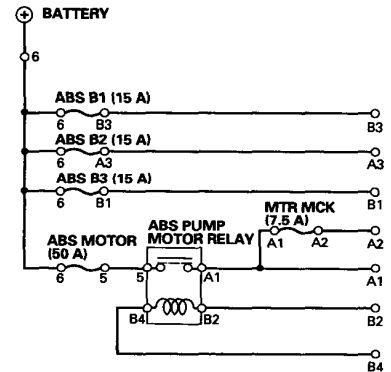 BATTERY
6
ABS B1 (15 A)
6 B3 B3
ABS B2 (15 A)
6 A3 A3
ABS B3 (15 A)
6 B1 B1
MTR MCK
(7.5 A)
A1 A2 A2
ABS MOTOR
(50 A)
ABS PUMP
MOTOR RELAY
6 5 5 A1 A1
B4 B2 B2
B4